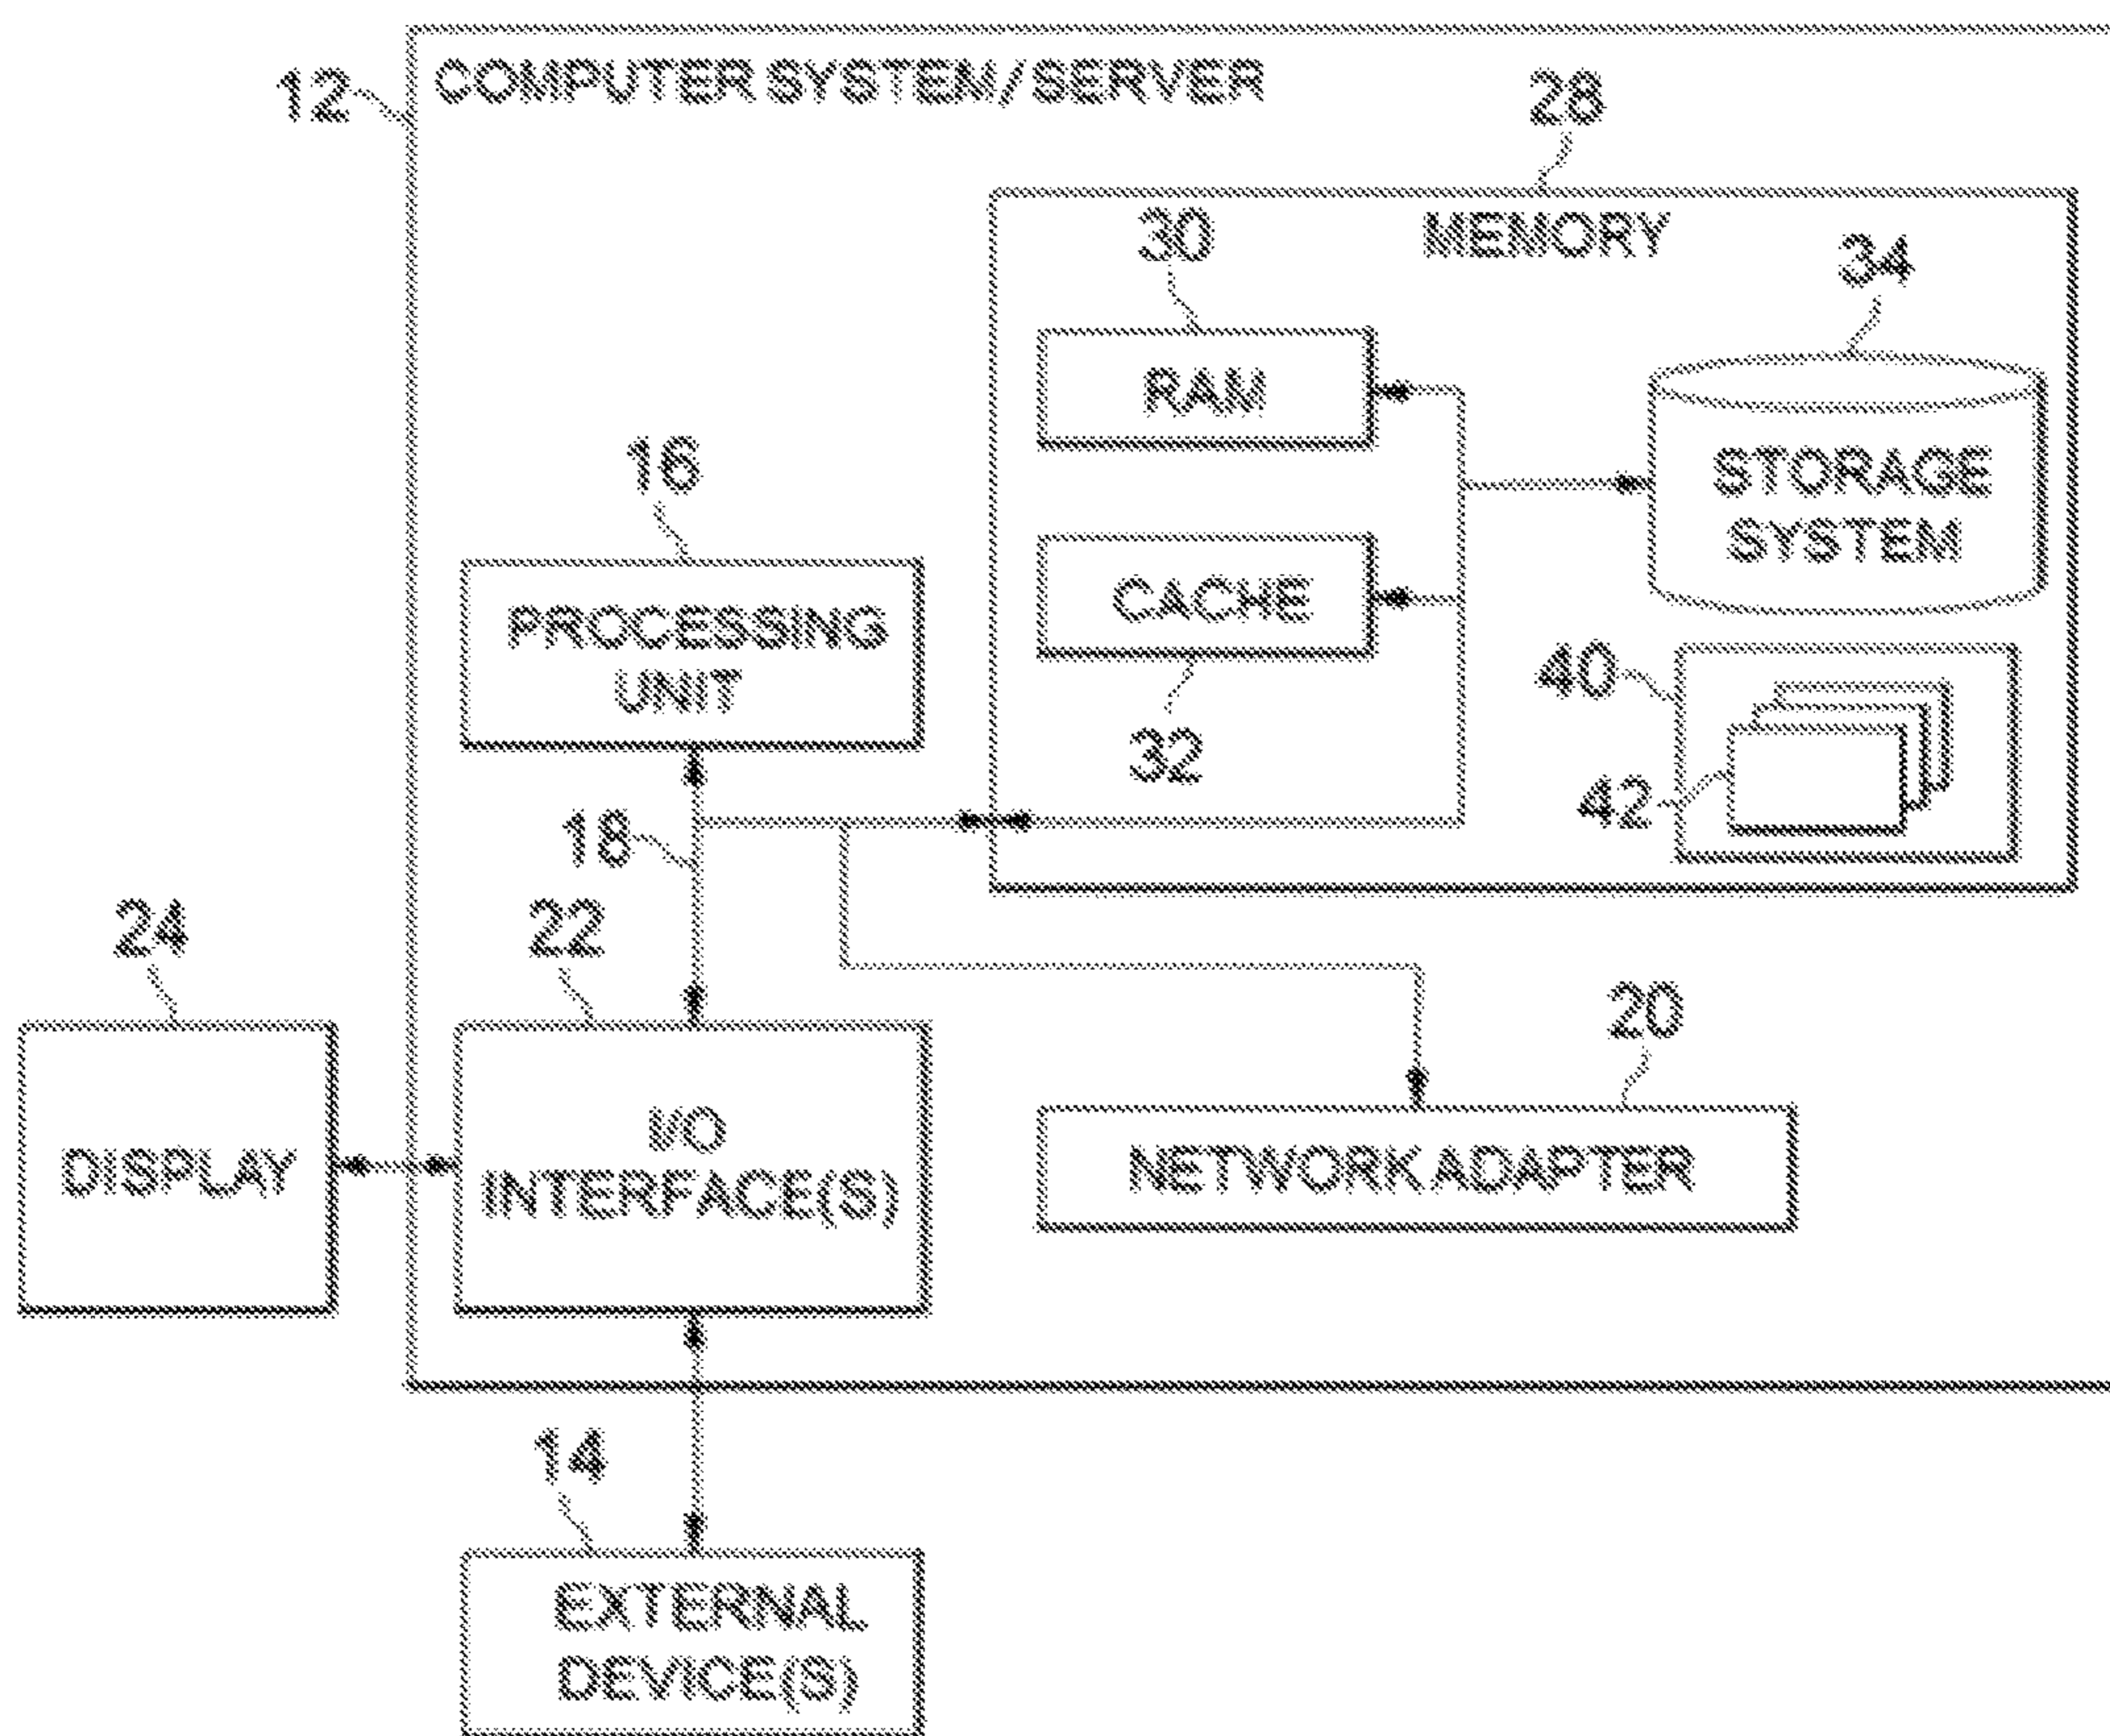 12
COMPUTER SYSTEM/SERVER
28
MEMORY
30
34
RAM
STORAGE
SYSTEM
16
CACHE
PROCESSING
UNIT
32
40
42
18
24
22
20
DISPLAY
I/O
INTERFACE(S)
NETWORK ADAPTER
14
EXTERNAL
DEVICE(S)